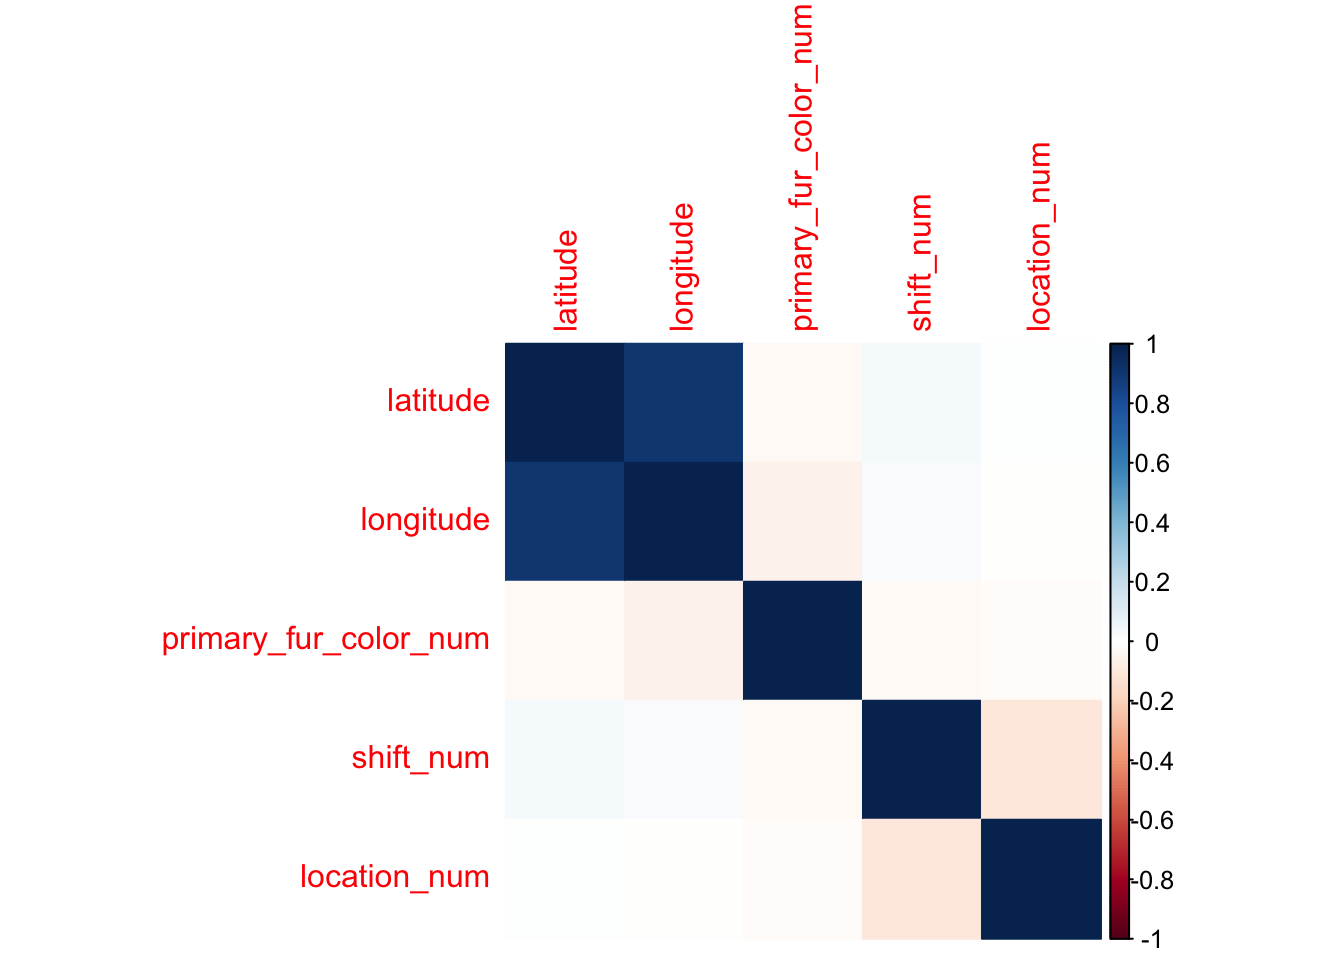 latitude
longitude
primary_fur_color_num
shift_num
location_num
latitude
longitude
primary_fur_color_num
shift_num
location_num
1
0.8
0.6
0.4
0.2
0
-0.2
-0.4
-0.6
-0.8
-1